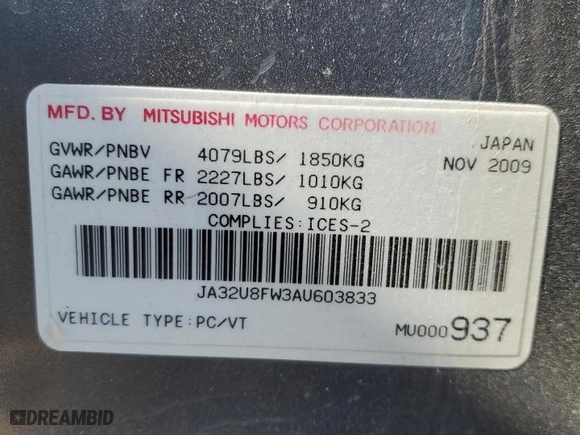 MFD. BY MITSUBISHI MOTORS CORPORATION
JAPAN
GVWR/PNBV 4079LBS/ 1850KG
NOV 2009
GAWR/PNBE FR 2227LBS/ 1010KG
GAWR/PNBE RR 2007LBS/ 910KG
COMPLIES:ICES-2
JA32U8FW3AU603833
VEHICLE TYPE:PC/VT
MU000937
DREAMBID